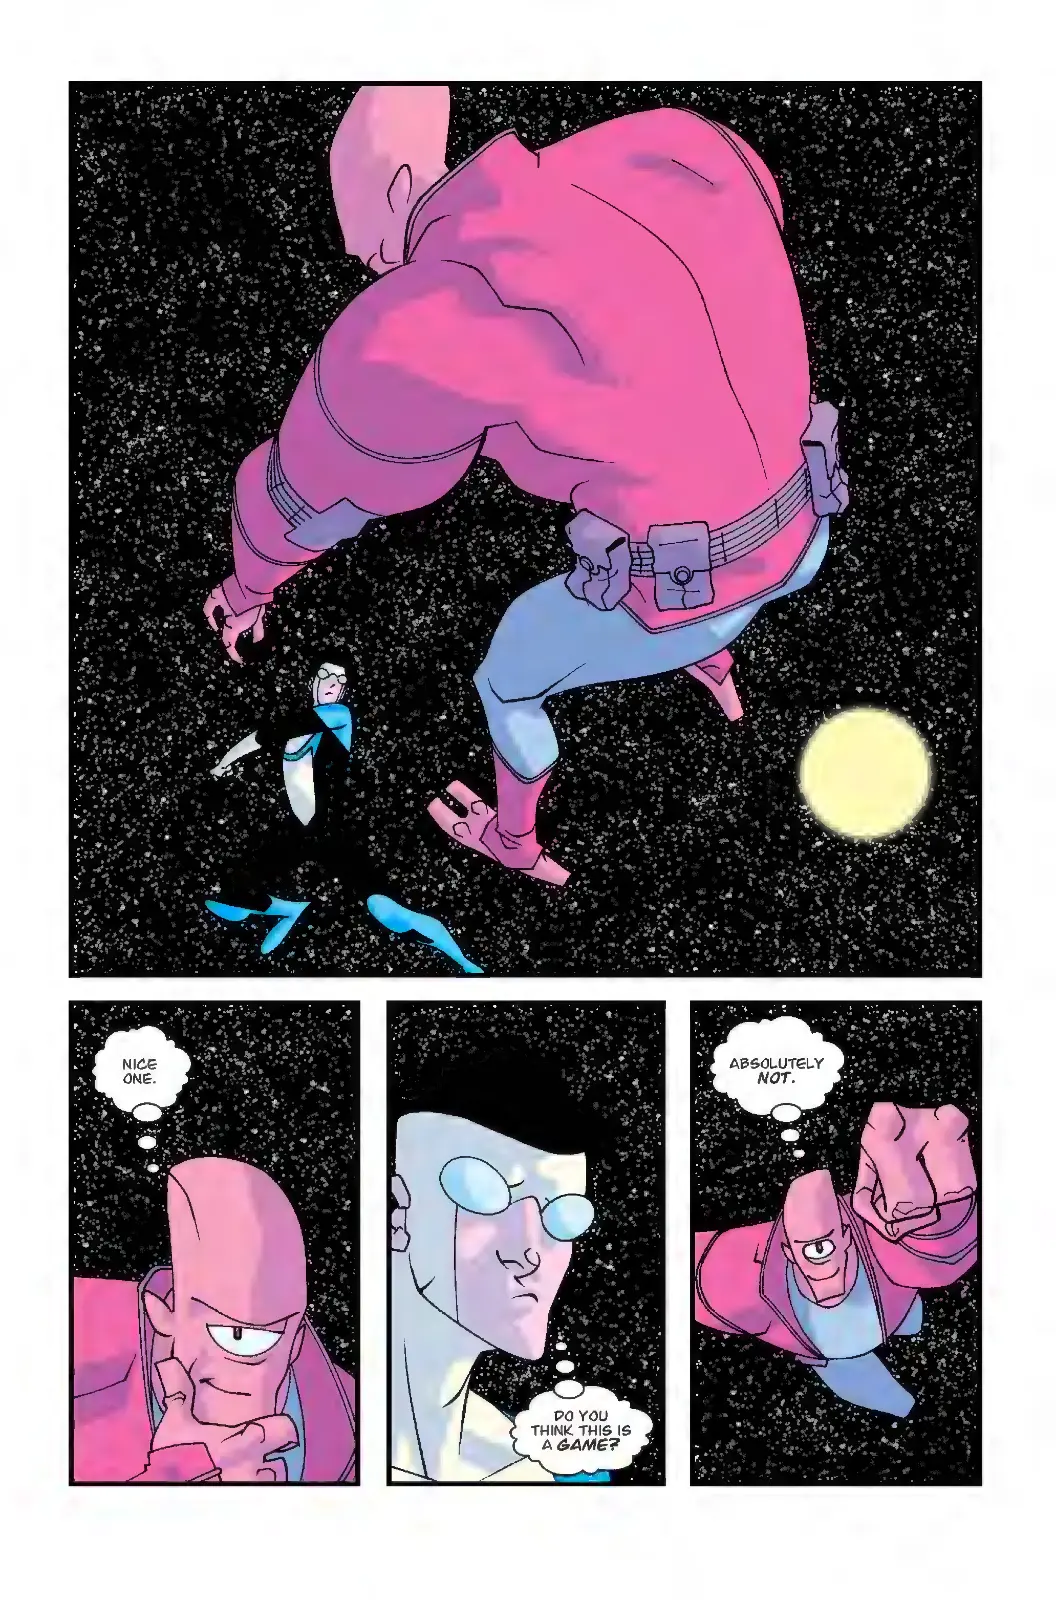 NICE
ONE.
DO YOU
THINK THIS IS
A GAME?
ABSOLUTELY
NOT.